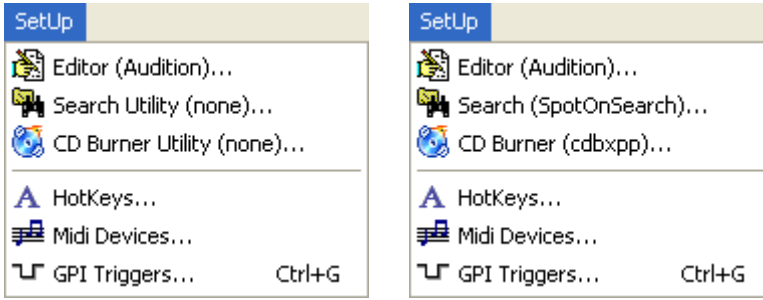 SetUp
Editor (Audition)...
Search Utility (none)...
CD Burner Utility (none)...
HotKeys...
Midi Devices...
GPI Triggers... Ctrl+G
SetUp
Editor (Audition)...
Search (SpotOnSearch)...
CD Burner (cdbxpp)...
HotKeys...
Midi Devices...
GPI Triggers... Ctrl+G